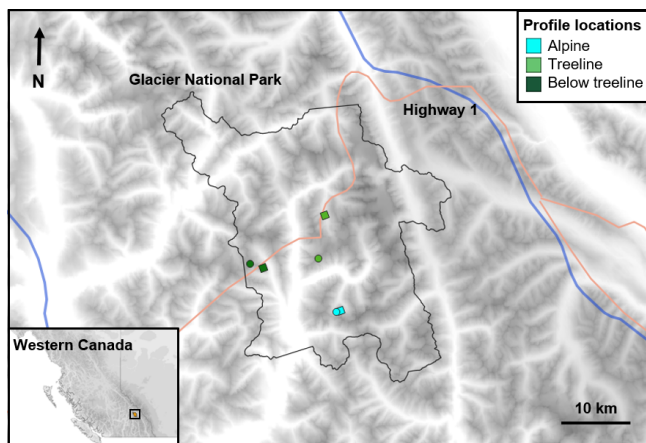 Profile locations
Alpine
Treeline
Below treeline
N
Glacier National Park
Highway 1
Western Canada
10 km